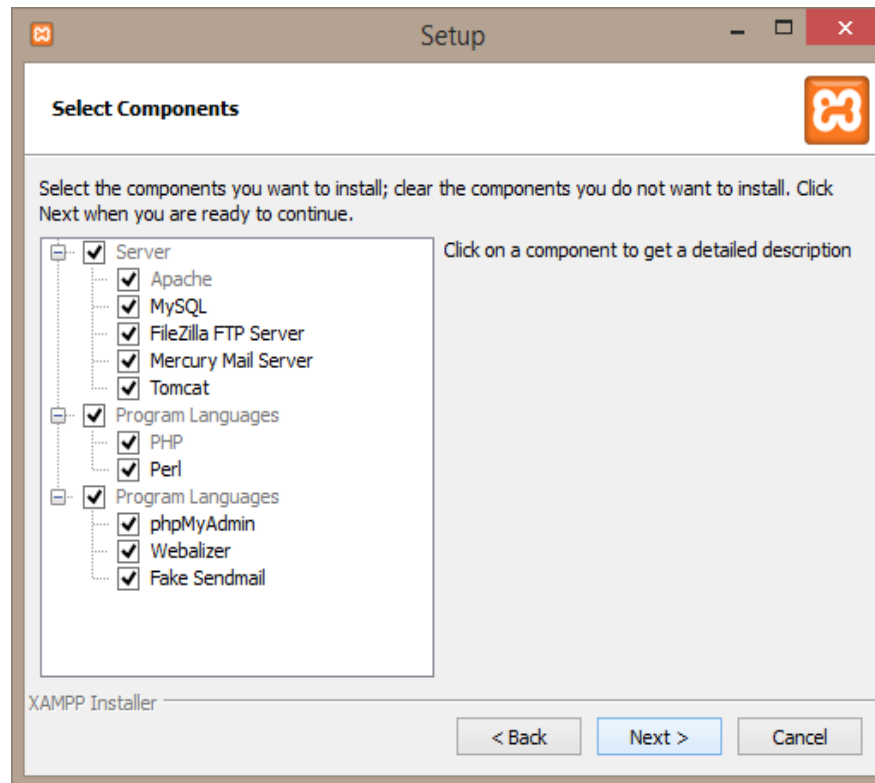 Setup
Select Components
Select the components you want to install; clear the components you do not want to install. Click
Next when you are ready to continue.
Server
Apache
MySQL
FileZilla FTP Server
Mercury Mail Server
Tomcat
Program Languages
PHP
Perl
Program Languages
phpMyAdmin
Webalizer
Fake Sendmail
Click on a component to get a detailed description
XAMPP Installer
< Back
Next >
Cancel